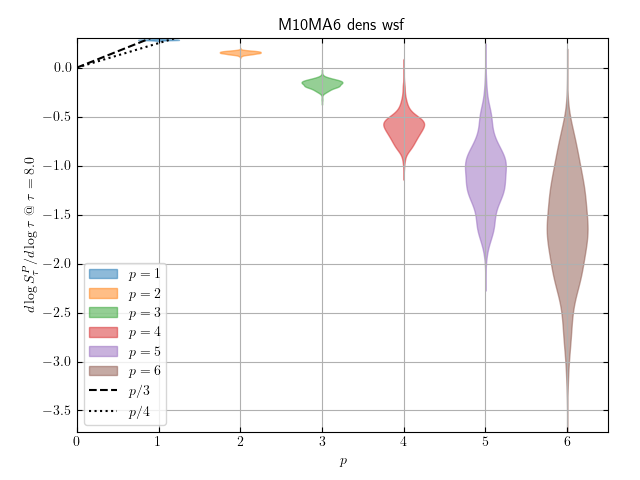 M10MA6 dens wsf
d log S_τ^P / d log τ @ τ = 8.0
0.0
−0.5
−1.0
−1.5
−2.0
−2.5
−3.0
−3.5
p = 1
p = 2
p = 3
p = 4
p = 5
p = 6
p/3
p/4
0 1 2 3 4 5 6
p